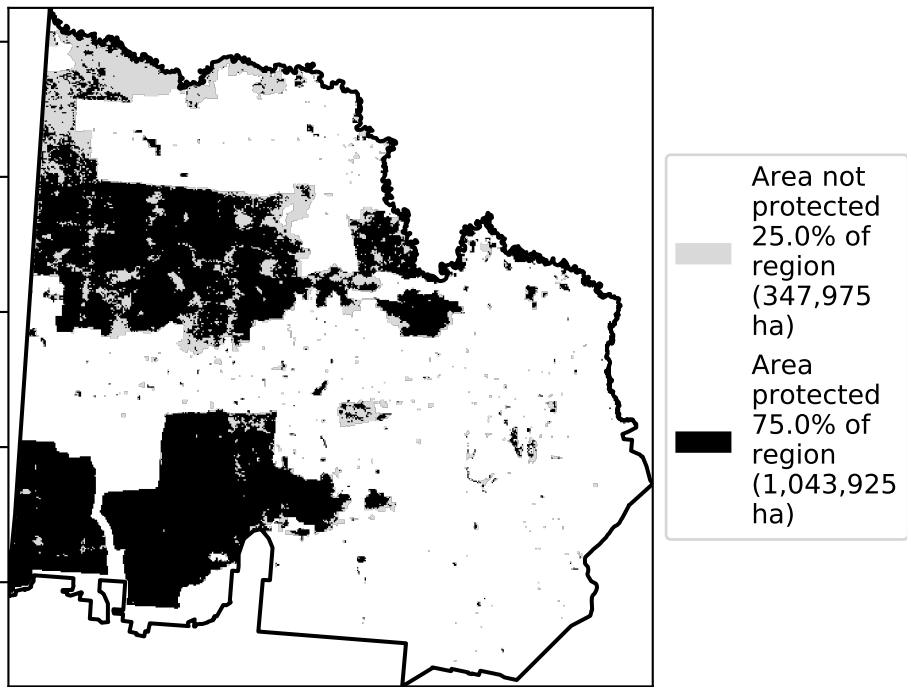 Area not
protected
25.0% of
region
(347,975
ha)
Area
protected
75.0% of
region
(1,043,925
ha)